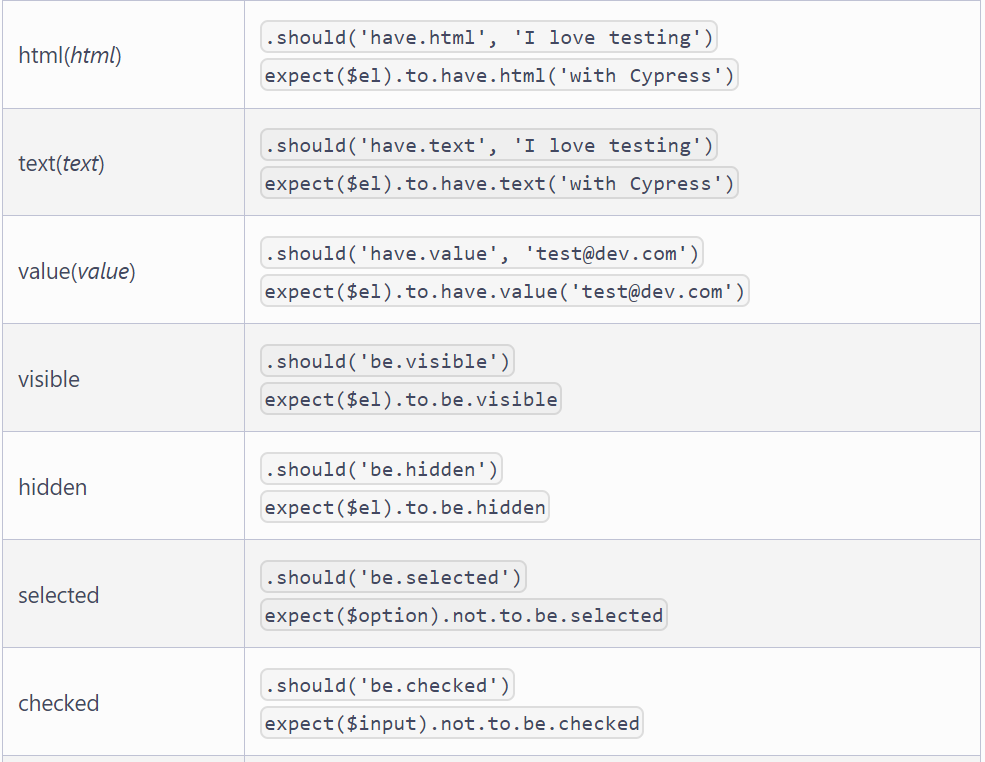 html(html)
.should('have.html', 'I love testing')
expect($el).to.have.html('with Cypress')
text(text)
.should('have.text', 'I love testing')
expect($el).to.have.text('with Cypress')
value(value)
.should('have.value', 'test@dev.com')
expect($el).to.have.value('test@dev.com')
visible
.should('be.visible')
expect($el).to.be.visible
hidden
.should('be.hidden')
expect($el).to.be.hidden
selected
.should('be.selected')
expect($option).not.to.be.selected
checked
.should('be.checked')
expect($input).not.to.be.checked